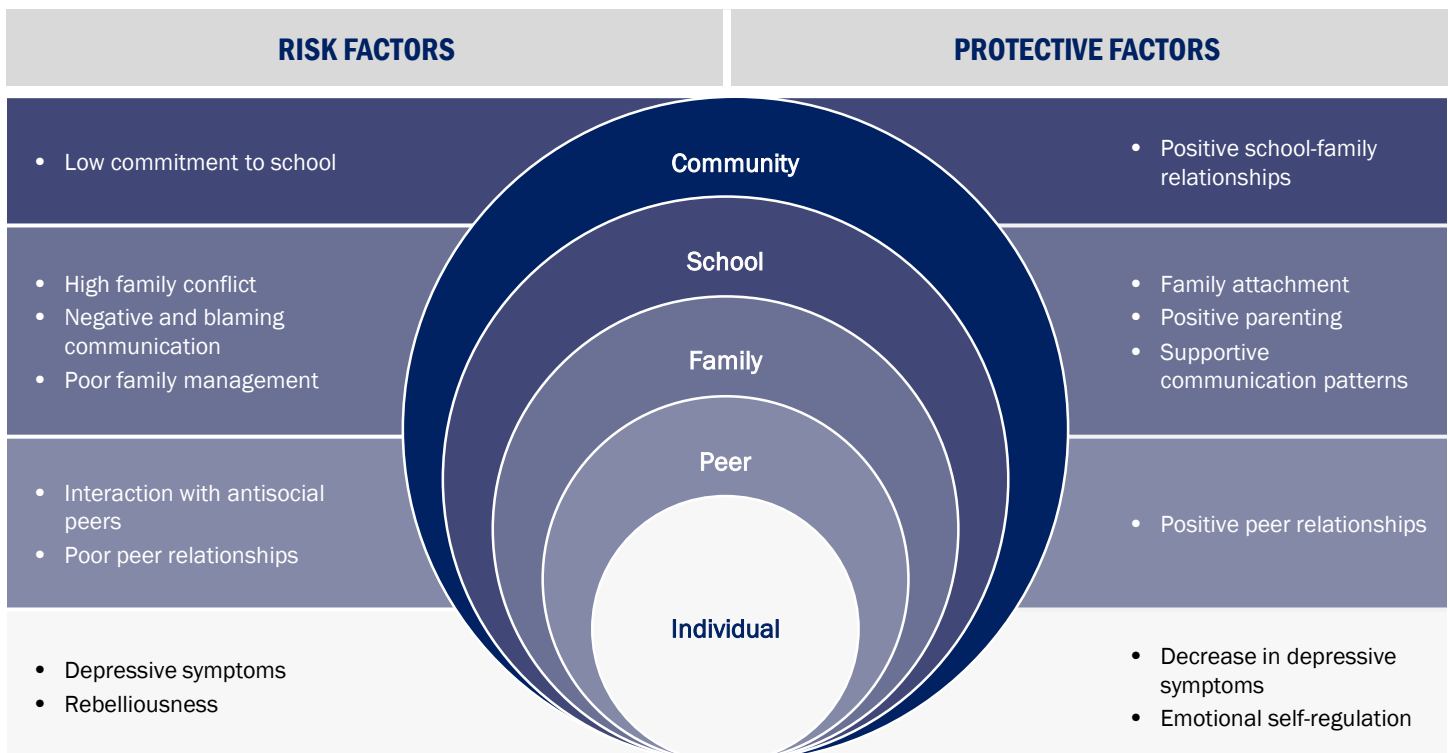 RISK FACTORS
PROTECTIVE FACTORS
• Low commitment to school
Community
• Positive school-family
relationships
• High family conflict
• Negative and blaming
communication
• Poor family management
School
Family
• Family attachment
• Positive parenting
• Supportive
communication patterns
• Interaction with antisocial
peers
• Poor peer relationships
Peer
• Positive peer relationships
• Depressive symptoms
• Rebelliousness
Individual
• Decrease in depressive
symptoms
• Emotional self-regulation